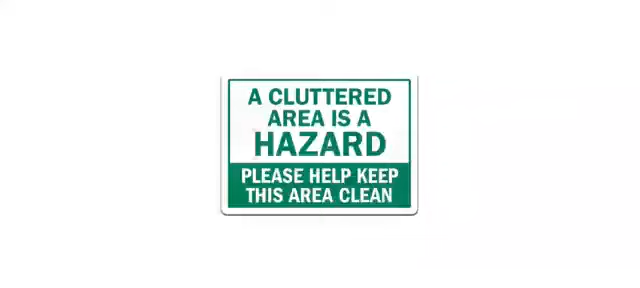 A CLUTTERED
AREA IS A
HAZARD
PLEASE HELP KEEP
THIS AREA CLEAN